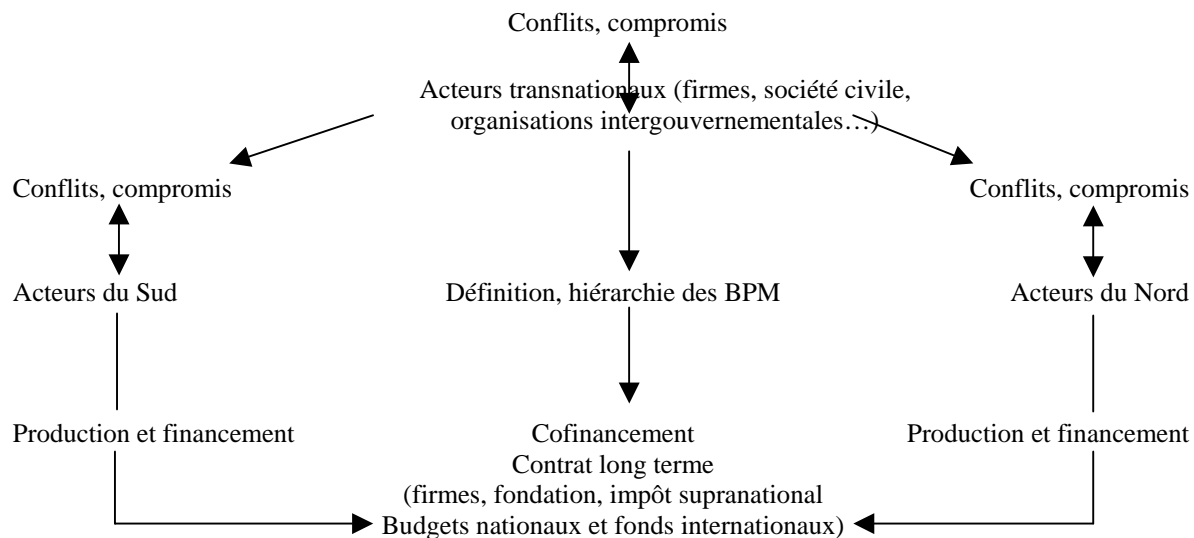 Conflits, compromis
Acteurs transnationaux (firmes, société civile,
organisations intergouvernementales…)
Conflits, compromis
Conflits, compromis
Acteurs du Sud
Définition, hiérarchie des BPM
Acteurs du Nord
Production et financement
Cofinancement
Production et financement
Contrat long terme
(firmes, fondation, impôt supranational
Budgets nationaux et fonds internationaux)